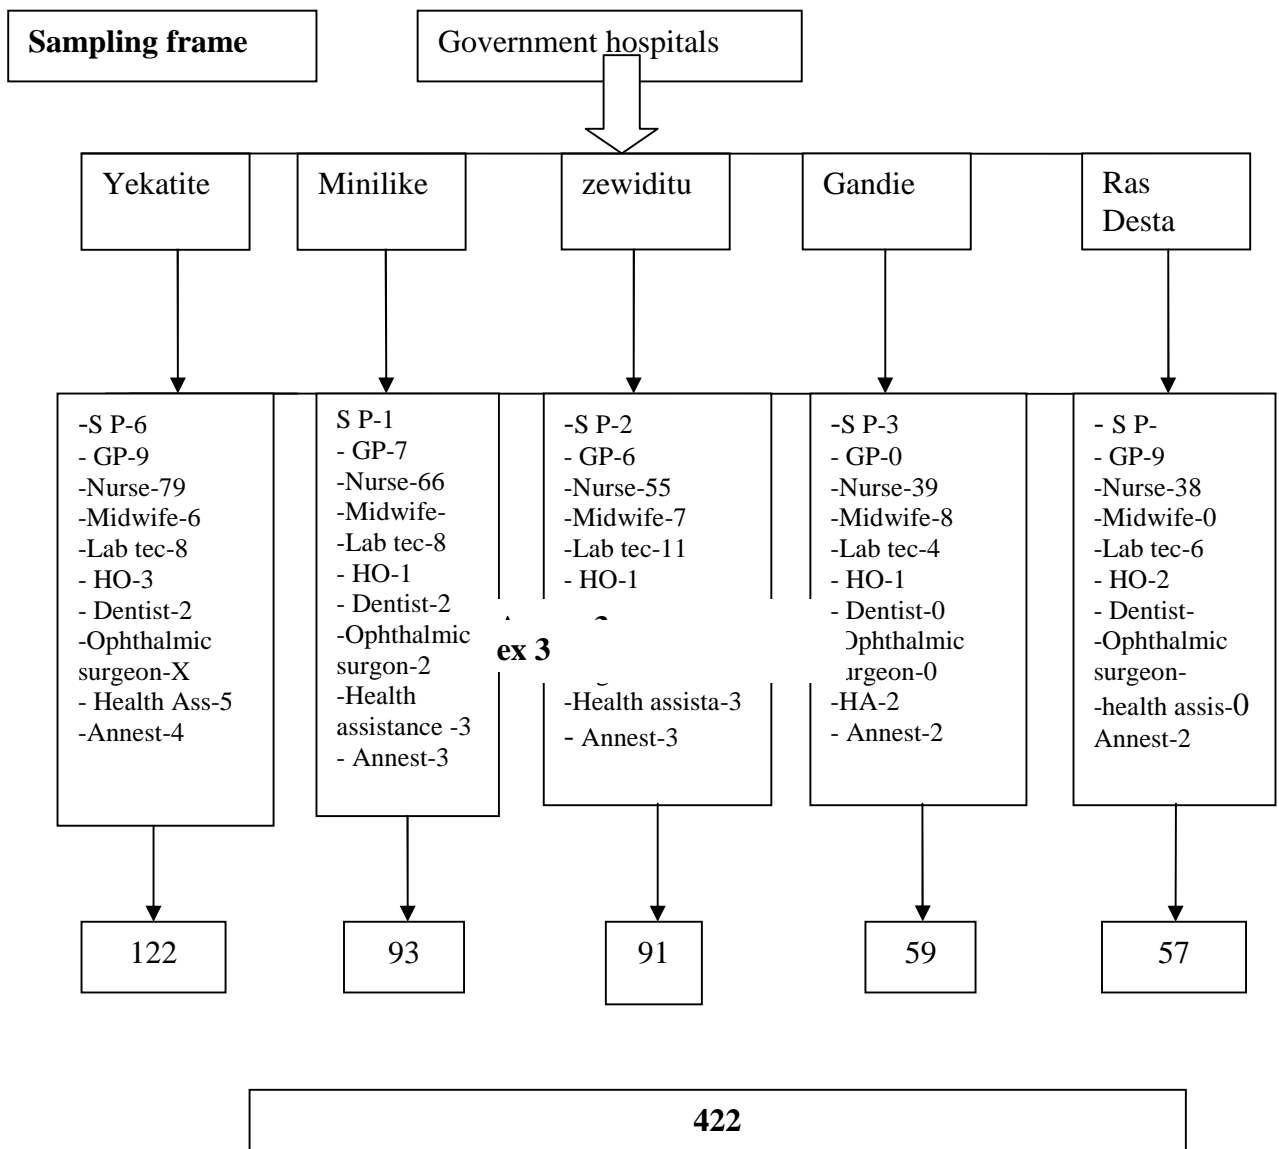 Sampling frame
Government hospitals
Yekatite
Minilike
zewiditu
Gandie
Ras
Desta
-S P-6
- GP-9
-Nurse-79
-Midwife-6
-Lab tec-8
- HO-3
- Dentist-2
-Ophthalmic
surgeon-X
- Health Ass-5
-Annest-4
S P-1
- GP-7
-Nurse-66
-Midwife-
-Lab tec-8
- HO-1
- Dentist-2
-Ophthalmic
surgon-2
-Health
assistance -3
- Annest-3
-S P-2
- GP-6
-Nurse-55
-Midwife-7
-Lab tec-11
- HO-1
ex 3
-Health assista-3
- Annest-3
-S P-3
- GP-0
-Nurse-39
-Midwife-8
-Lab tec-4
- HO-1
- Dentist-0
Ophthalmic
urgeon-0
-HA-2
- Annest-2
- S P-
- GP-9
-Nurse-38
-Midwife-0
-Lab tec-6
- HO-2
- Dentist-
-Ophthalmic
surgeon-
-health assis-0
Annest-2
122
93
91
59
57
422